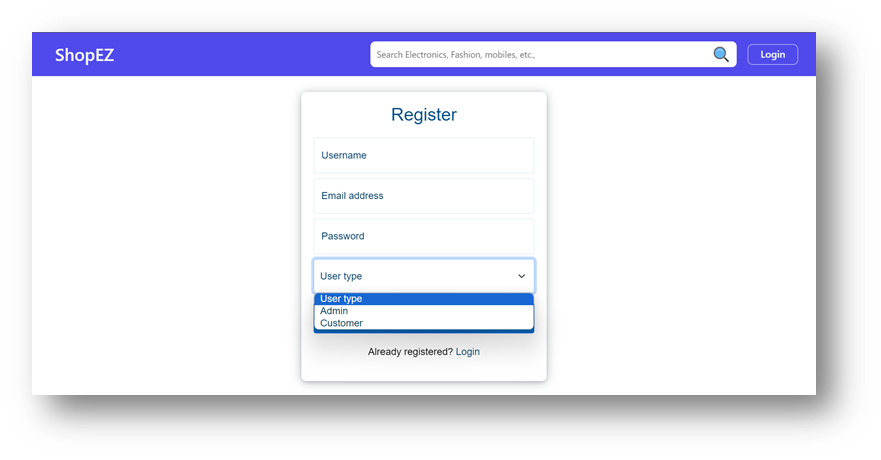 ShopEZ
Search Electronics, Fashion, mobiles, etc.,
Login
Register
Username
Email address
Password
User type
User type
Admin
Customer
Already registered? Login